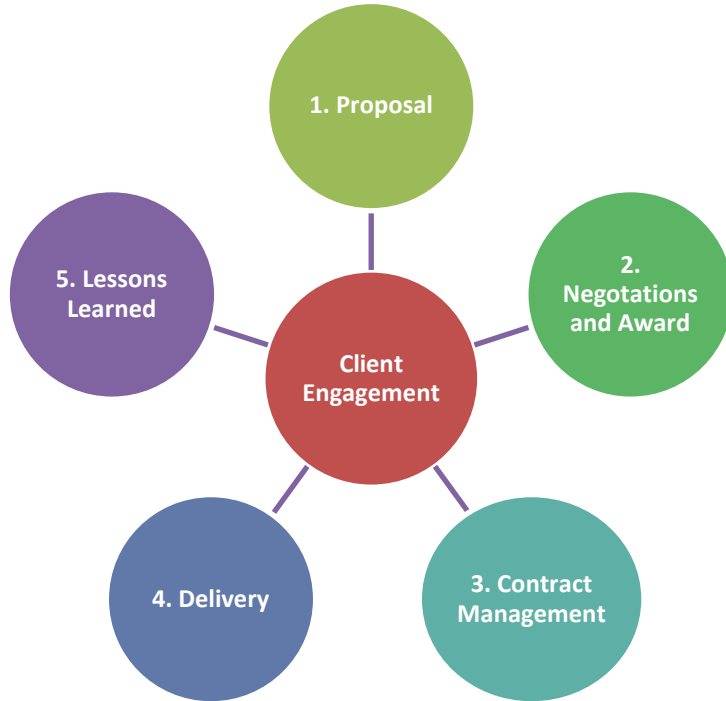 1. Proposal
2.
Negotations
and Award
3. Contract
Management
4. Delivery
5. Lessons
Learned
Client
Engagement